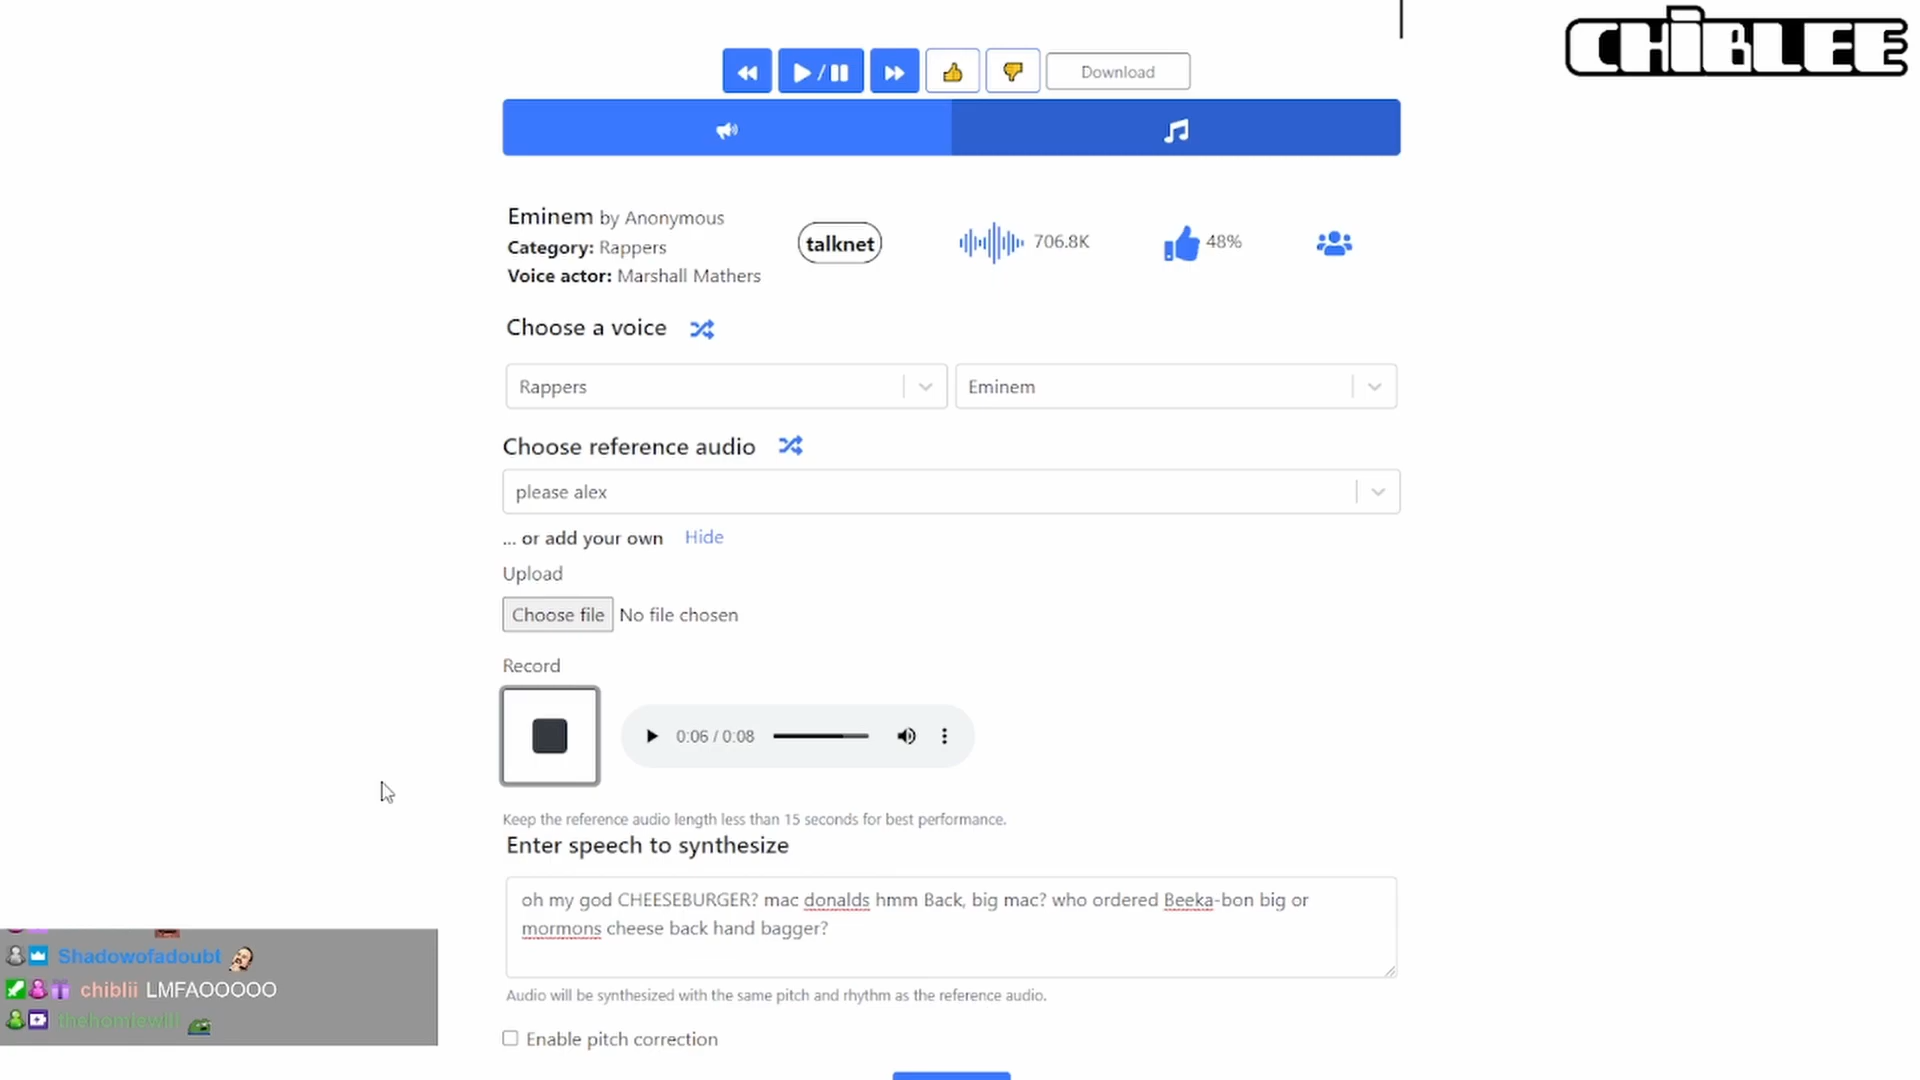 CHIBLEE
/
Download
Eminem by Anonymous
Category: Rappers
Voice actor: Marshall Mathers
talknet
706.8K
48%
Choose a voice
Rappers
Eminem
Choose reference audio
please alex
... or add your own Hide
Upload
Choose file No file chosen
Record
0:06 / 0:08
Keep the reference audio length less than 15 seconds for best performance.
Enter speech to synthesize
oh my god CHEESEBURGER? mac donalds hmm Back, big mac? who ordered Beeka-bon big or
mormons cheese back hand bagger?
Audio will be synthesized with the same pitch and rhythm as the reference audio.
Enable pitch correction
Shadowofadoubt
chiblii LMFAOOOOO
thehomiewill